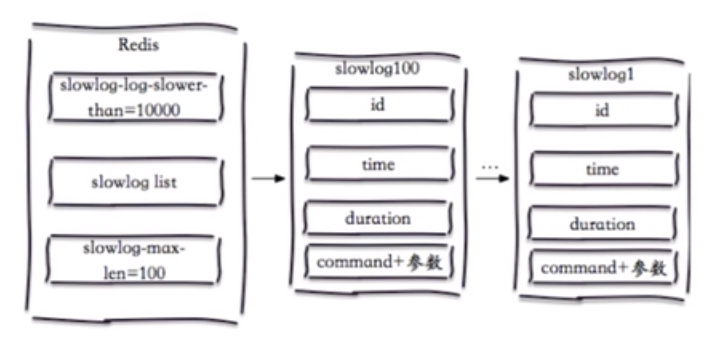 Redis
slowlog-log-slower-
than=10000
slowlog list
slowlog-max-
len=100
slowlog100
id
time
duration
command+参数
...
slowlog1
id
time
duration
command+参数